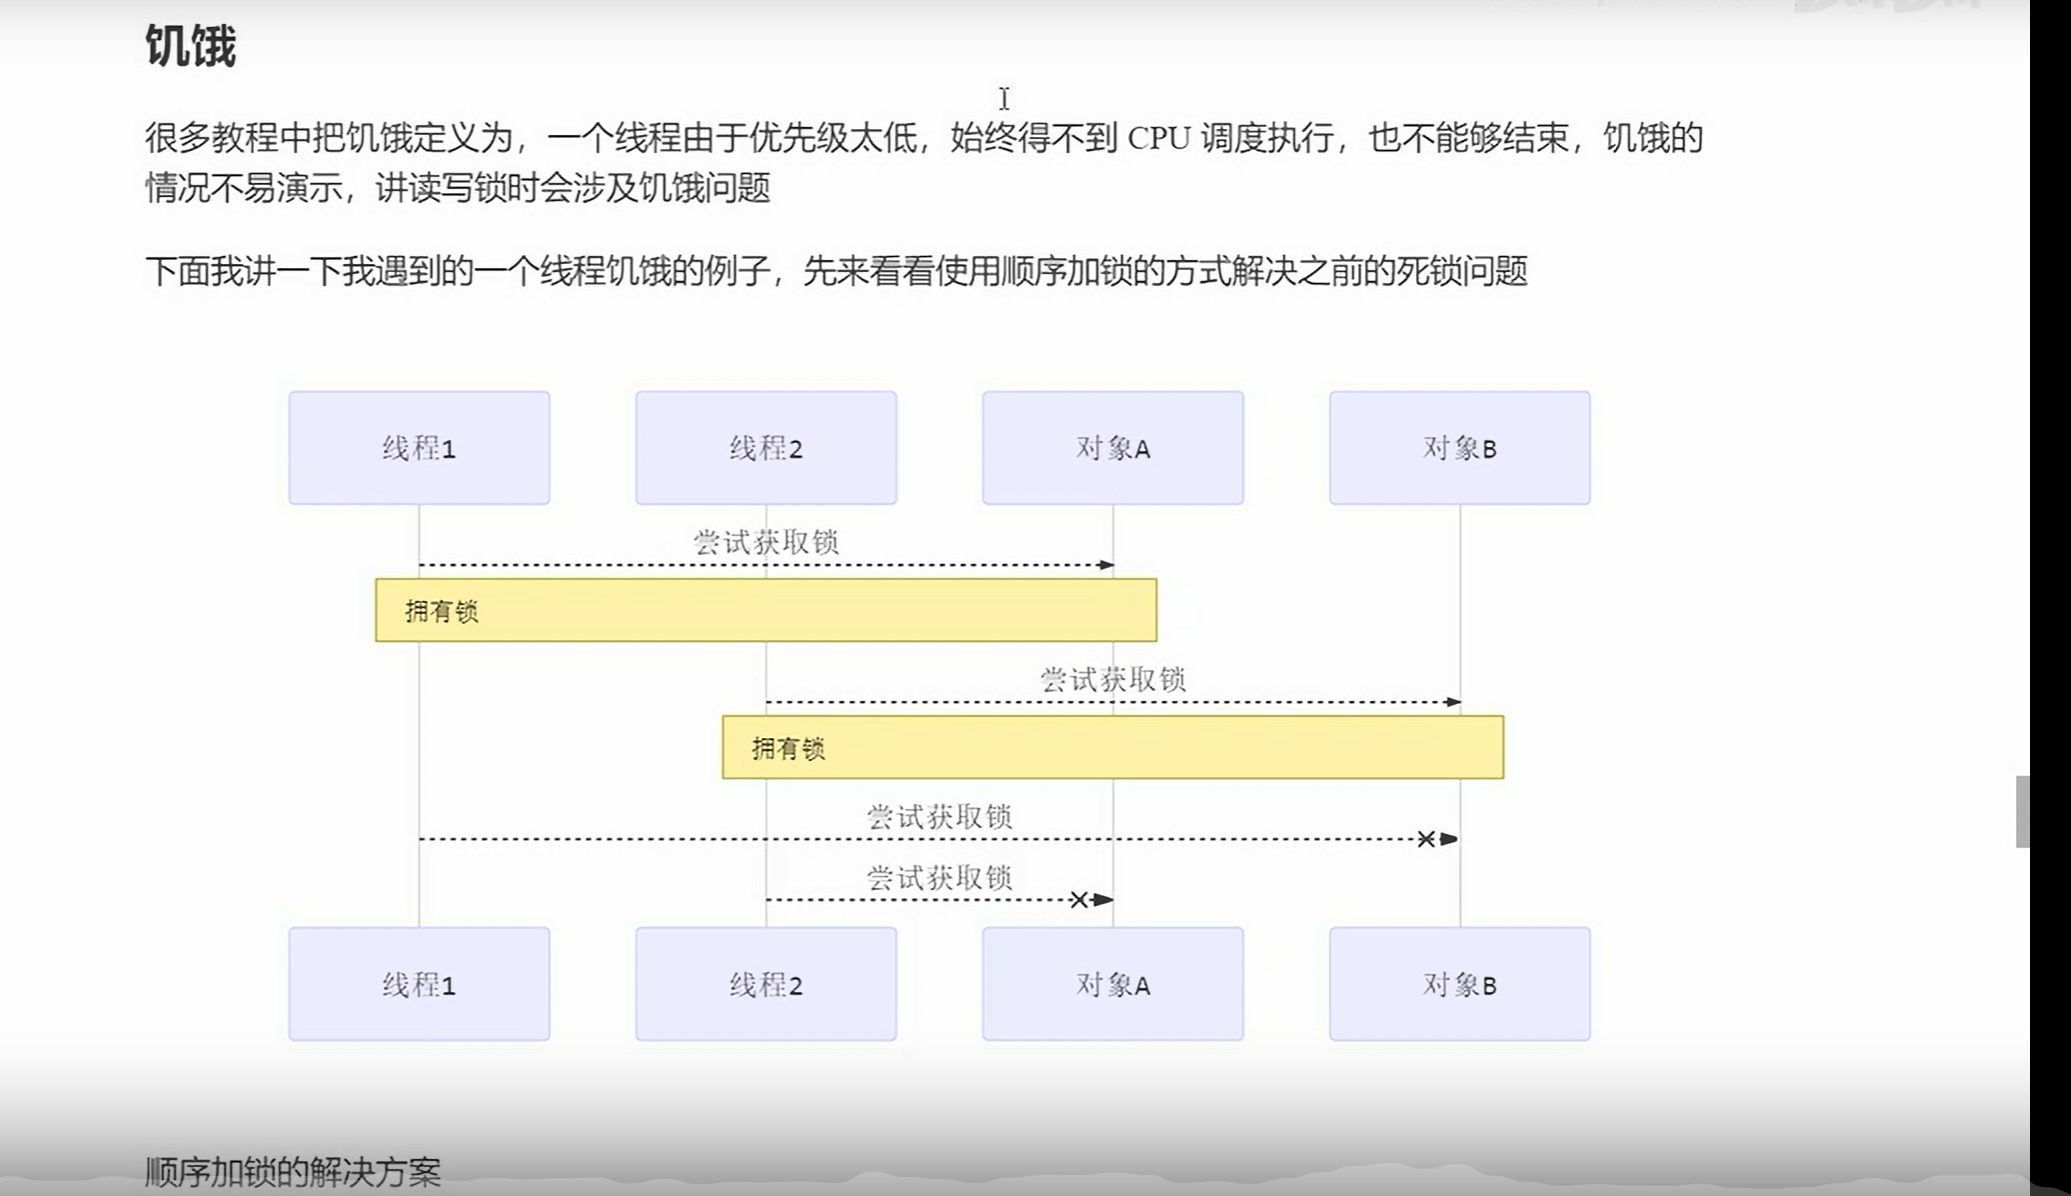 饥饿
很多教程中把饥饿定义为，一个线程由于优先级太低，始终得不到 CPU 调度执行，也不能够结束，饥饿的
情况不易演示，讲读写锁时会涉及饥饿问题
下面我讲一下我遇到的一个线程饥饿的例子，先来看看使用顺序加锁的方式解决之前的死锁问题
线程1 线程2 对象A 对象B
尝试获取锁
拥有锁
尝试获取锁
拥有锁
尝试获取锁
尝试获取锁
线程1 线程2 对象A 对象B
顺序加锁的解决方案